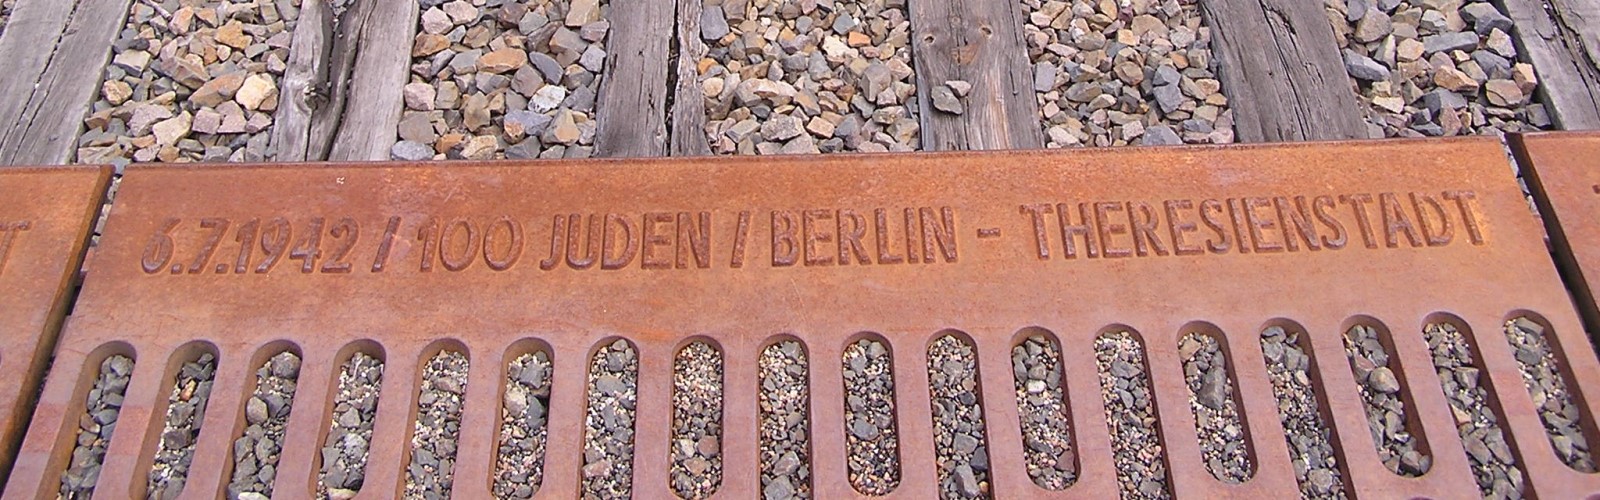 6.7.1942 / 100 JUDEN / BERLIN - THERESIENSTADT